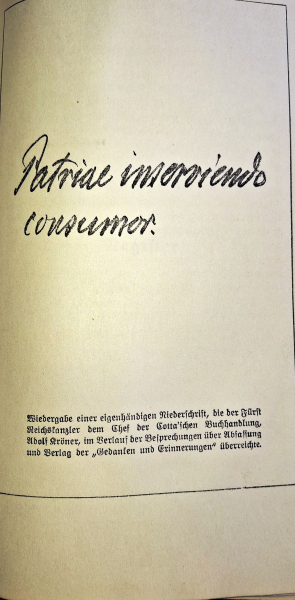 Patriae inserviendo
consumor.
Wiedergabe einer eigenhändigen Niederschrift, die der Fürst
Reichskanzler dem Chef der Cotta'schen Buchhandlung,
Adolf Kröner, im Verlauf der Besprechungen über Abfassung
und Verlag der „Gedanken und Erinnerungen“ überreichte.